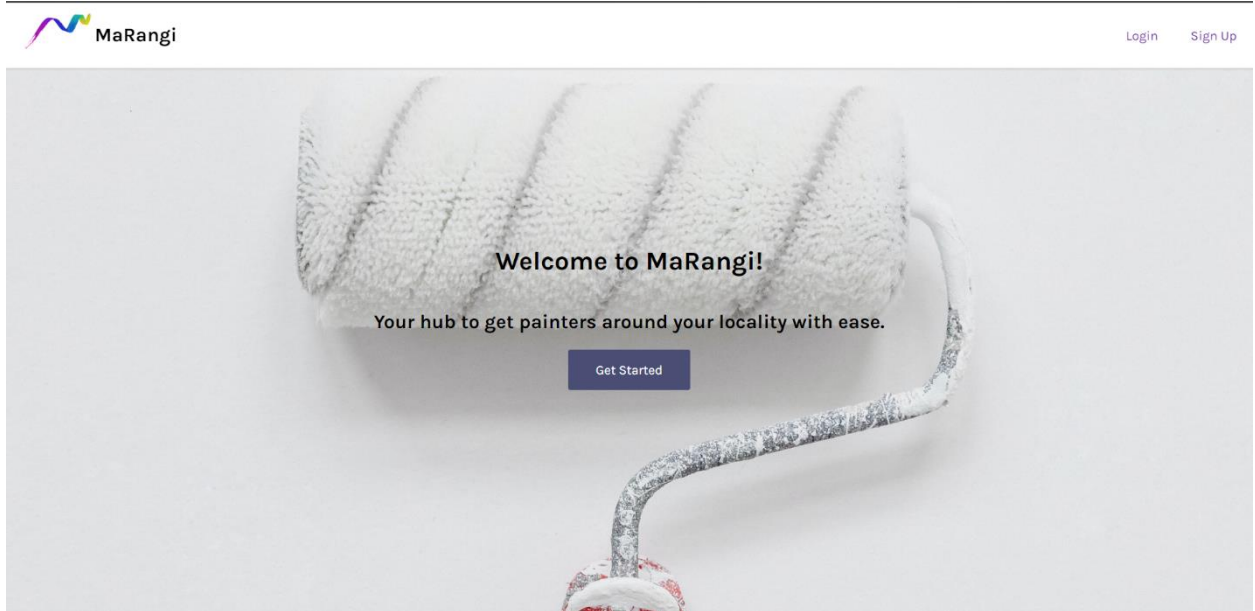 MaRangi
Login
Sign Up
Welcome to MaRangi!
Your hub to get painters around your locality with ease.
Get Started